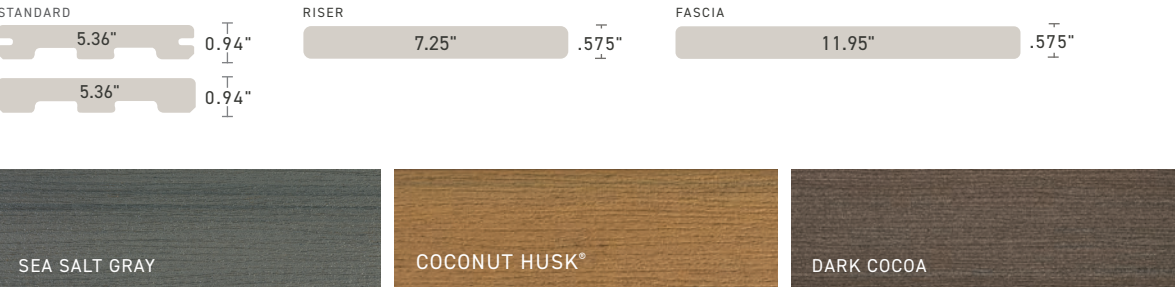 STANDARD
5.36"
0.94"
5.36"
0.94"
RISER
7.25"
.575"
FASCIA
11.95"
.575"
SEA SALT GRAY
COCONUT HUSK®
DARK COCOA